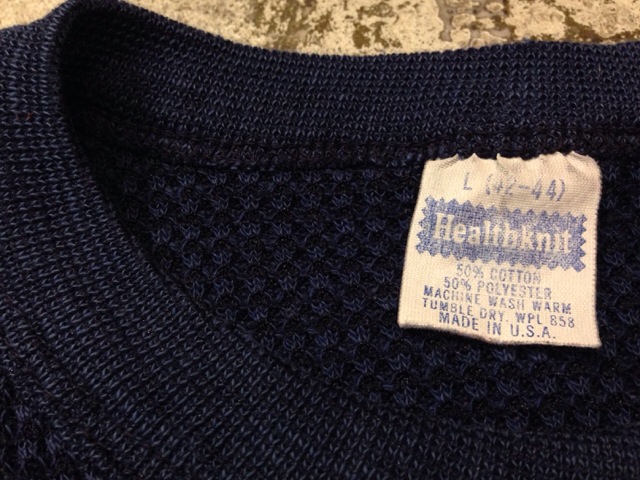 L (42-44)
Healthknit
50% COTTON
50% POLYESTER
MACHINE WASH WARM
TUMBLE DRY. WPL 858
MADE IN U.S.A.